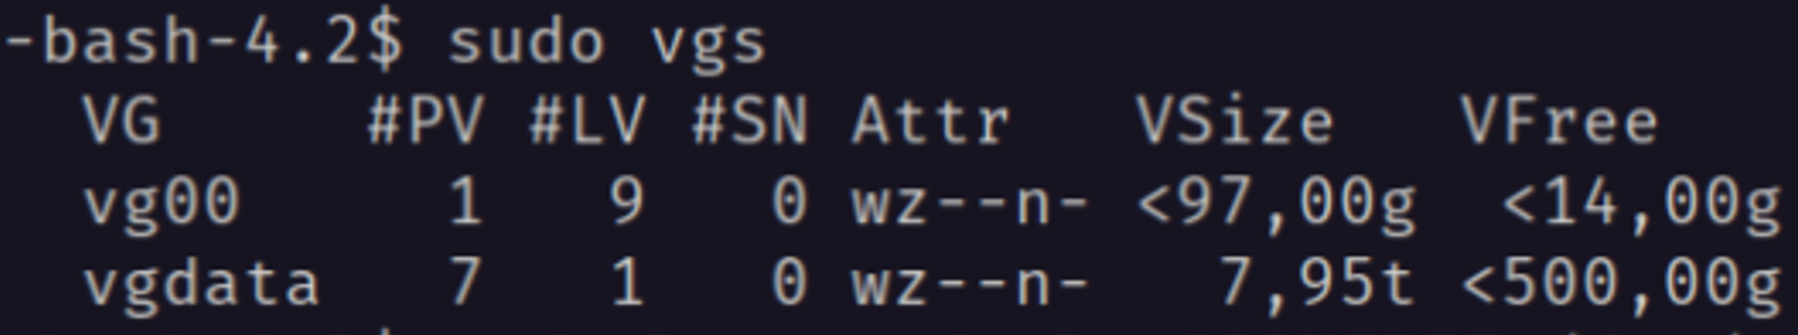 -bash-4.2$ sudo vgs
  VG     #PV #LV #SN Attr   VSize   VFree
  vg00     1   9   0 wz--n- <97,00g  <14,00g
  vgdata   7   1   0 wz--n-   7,95t <500,00g